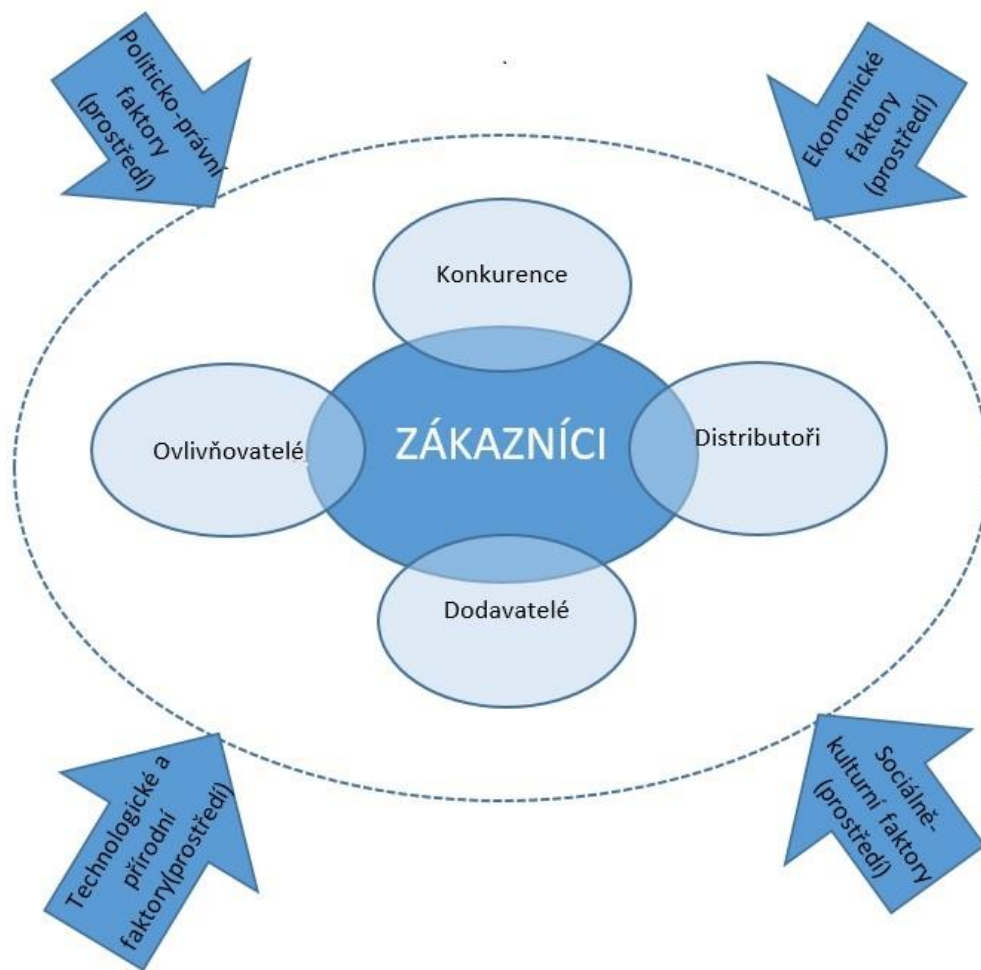 Politicko-právní
faktory
(prostředí)
Ekonomické
faktory
(prostředí)
Konkurence
Ovlivňovatelé
ZÁKAZNÍCI
Distributoři
Dodavatelé
Technologické a
přírodní
faktory(prostředí)
Sociálně-
kulturní faktory
(prostředí)